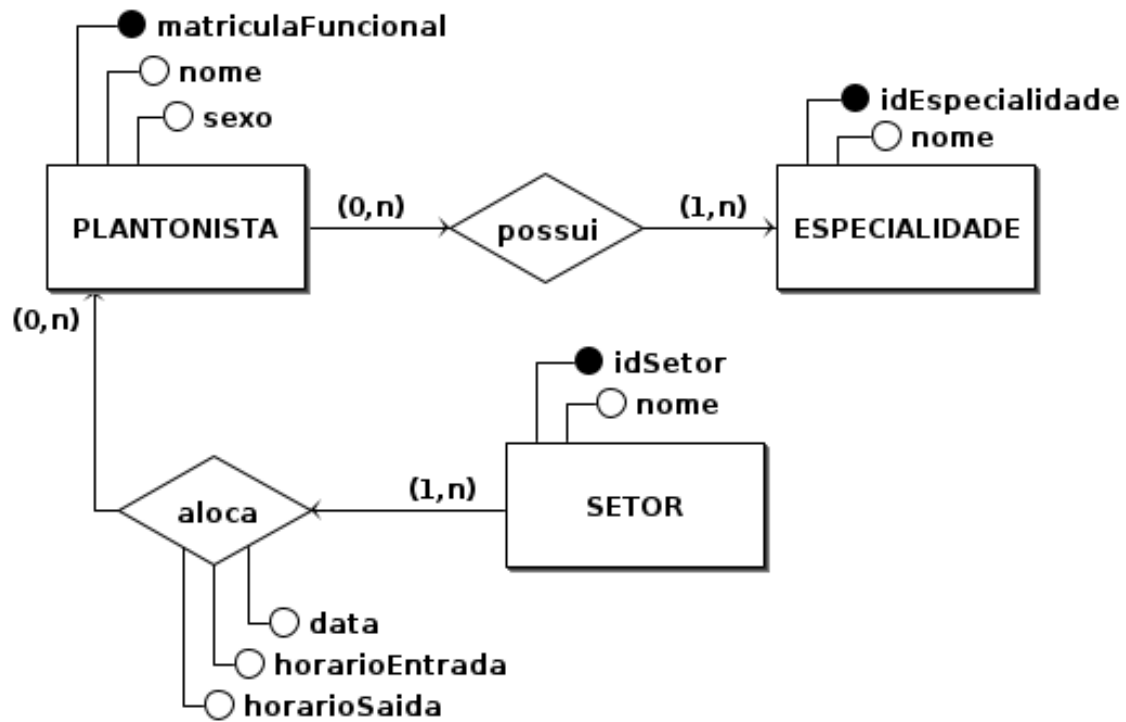 matriculaFuncional
nome
sexo
idEspecialidade
nome
PLANTONISTA
(0,n)
possui
(1,n)
ESPECIALIDADE
(0,n)
idSetor
nome
aloca
(1,n)
SETOR
data
horarioEntrada
horarioSaida